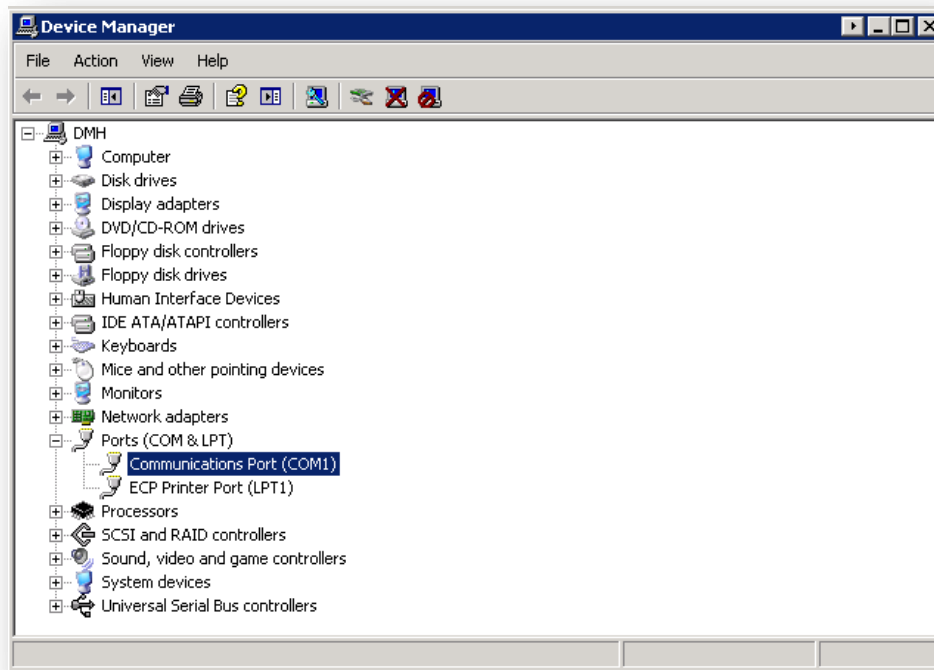 Device Manager
File Action View Help
DMH
Computer
Disk drives
Display adapters
DVD/CD-ROM drives
Floppy disk controllers
Floppy disk drives
Human Interface Devices
IDE ATA/ATAPI controllers
Keyboards
Mice and other pointing devices
Monitors
Network adapters
Ports (COM & LPT)
Communications Port (COM1)
ECP Printer Port (LPT1)
Processors
SCSI and RAID controllers
Sound, video and game controllers
System devices
Universal Serial Bus controllers